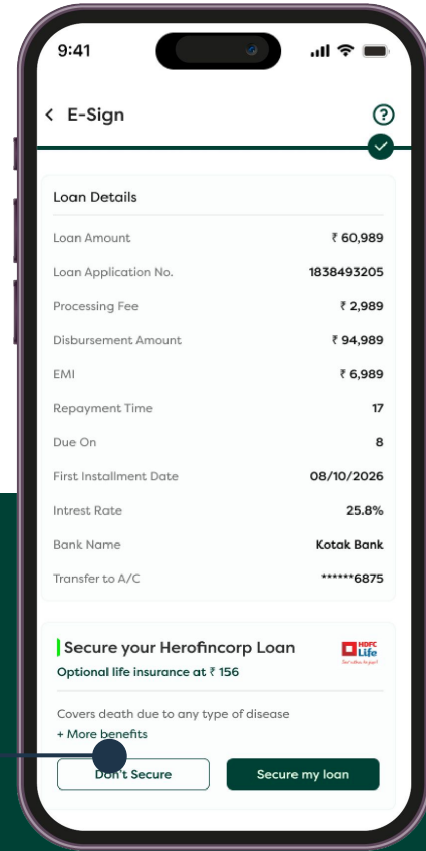 9:41
E-Sign
?
Loan Details
Loan Amount ₹ 60,989
Loan Application No. 1838493205
Processing Fee ₹ 2,989
Disbursement Amount ₹ 94,989
EMI ₹ 6,989
Repayment Time 17
Due On 8
First Installment Date 08/10/2026
Intrest Rate 25.8%
Bank Name Kotak Bank
Transfer to A/C ******6875
Secure your Herofincorp Loan
HDFC
Life
Optional life insurance at ₹ 156
Covers death due to any type of disease
+ More benefits
Don't Secure Secure my loan